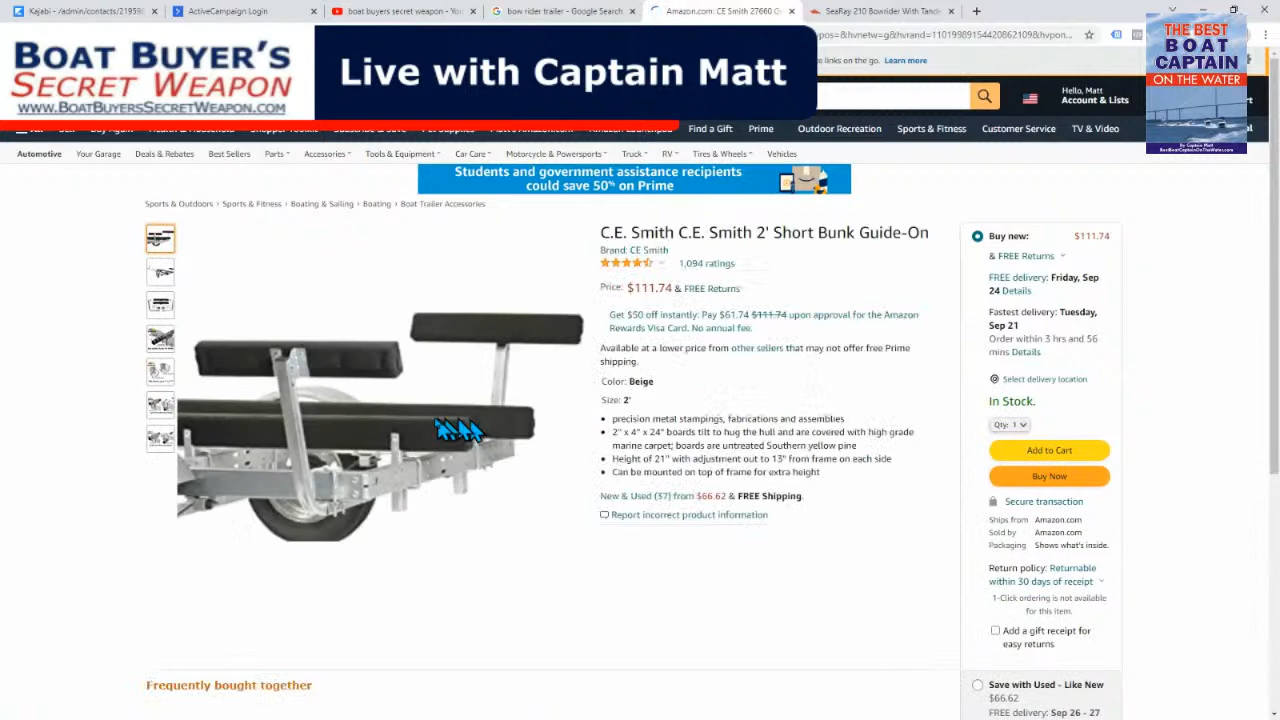 Kajabi - /admin/contacts/21959
ActiveCampaign Login
boat buyers secret weapon - You
bow rider trailer - Google Search
Amazon.com: CE Smith 27660 G
SeaRay 210 BowRider With Tand
BOAT BUYER'S
SECRET WEAPON
WWW.BOATBUYERSSECRETWEAPON.COM
Live with Captain Matt
THE BEST
BOAT
CAPTAIN
ON THE WATER
By Captain Matt
BestBoatCaptainOnTheWater.com
ypos=&hvnetw=g&hvrand=11019989154420862109&hvpon...
links on the go. Learn more
Hello, Matt
Account & Lists
Find a Gift Prime Outdoor Recreation Sports & Fitness Customer Service TV & Video
Automotive Your Garage Deals & Rebates Best Sellers Parts Accessories Tools & Equipment Car Care Motorcycle & Powersports Truck RV Tires & Wheels Vehicles
Students and government assistance recipients
could save 50% on Prime
Sports & Outdoors › Sports & Fitness › Boating & Sailing › Boating › Boat Trailer Accessories
C.E. Smith C.E. Smith 2' Short Bunk Guide-On
Brand: CE Smith
1,094 ratings
Price: $111.74 & FREE Returns
Get $50 off instantly: Pay $61.74 $111.74 upon approval for the Amazon
Rewards Visa Card. No annual fee.
Available at a lower price from other sellers that may not offer free Prime
shipping.
Color: Beige
Size: 2'
• precision metal stampings, fabrications and assemblies
• 2" x 4" x 24" boards tilt to hug the hull and are covered with high grade
marine carpet; boards are untreated Southern yellow pine
• Height of 21" with adjustment out to 13" from frame on each side
• Can be mounted on top of frame for extra height
New & Used (37) from $66.62 & FREE Shipping.
Report incorrect product information
Buy new: $111.74
& FREE Returns
FREE delivery: Friday, Sep
24 Details
Fastest delivery: Tuesday,
Sep 21
Order within 3 hrs and 56
mins Details
Select delivery location
In Stock.
Qty: 1
Add to Cart
Buy Now
Secure transaction
Ships from Amazon.com
Sold by Amazon.com
Packaging Shows what's inside.
Return policy: Returnable
within 30 days of receipt
1-Click ordering is not available
for this item.
Add a gift receipt for
easy returns
Save with Used - Like New
$66.62
FREE delivery: Sep 26 - 27
Frequently bought together